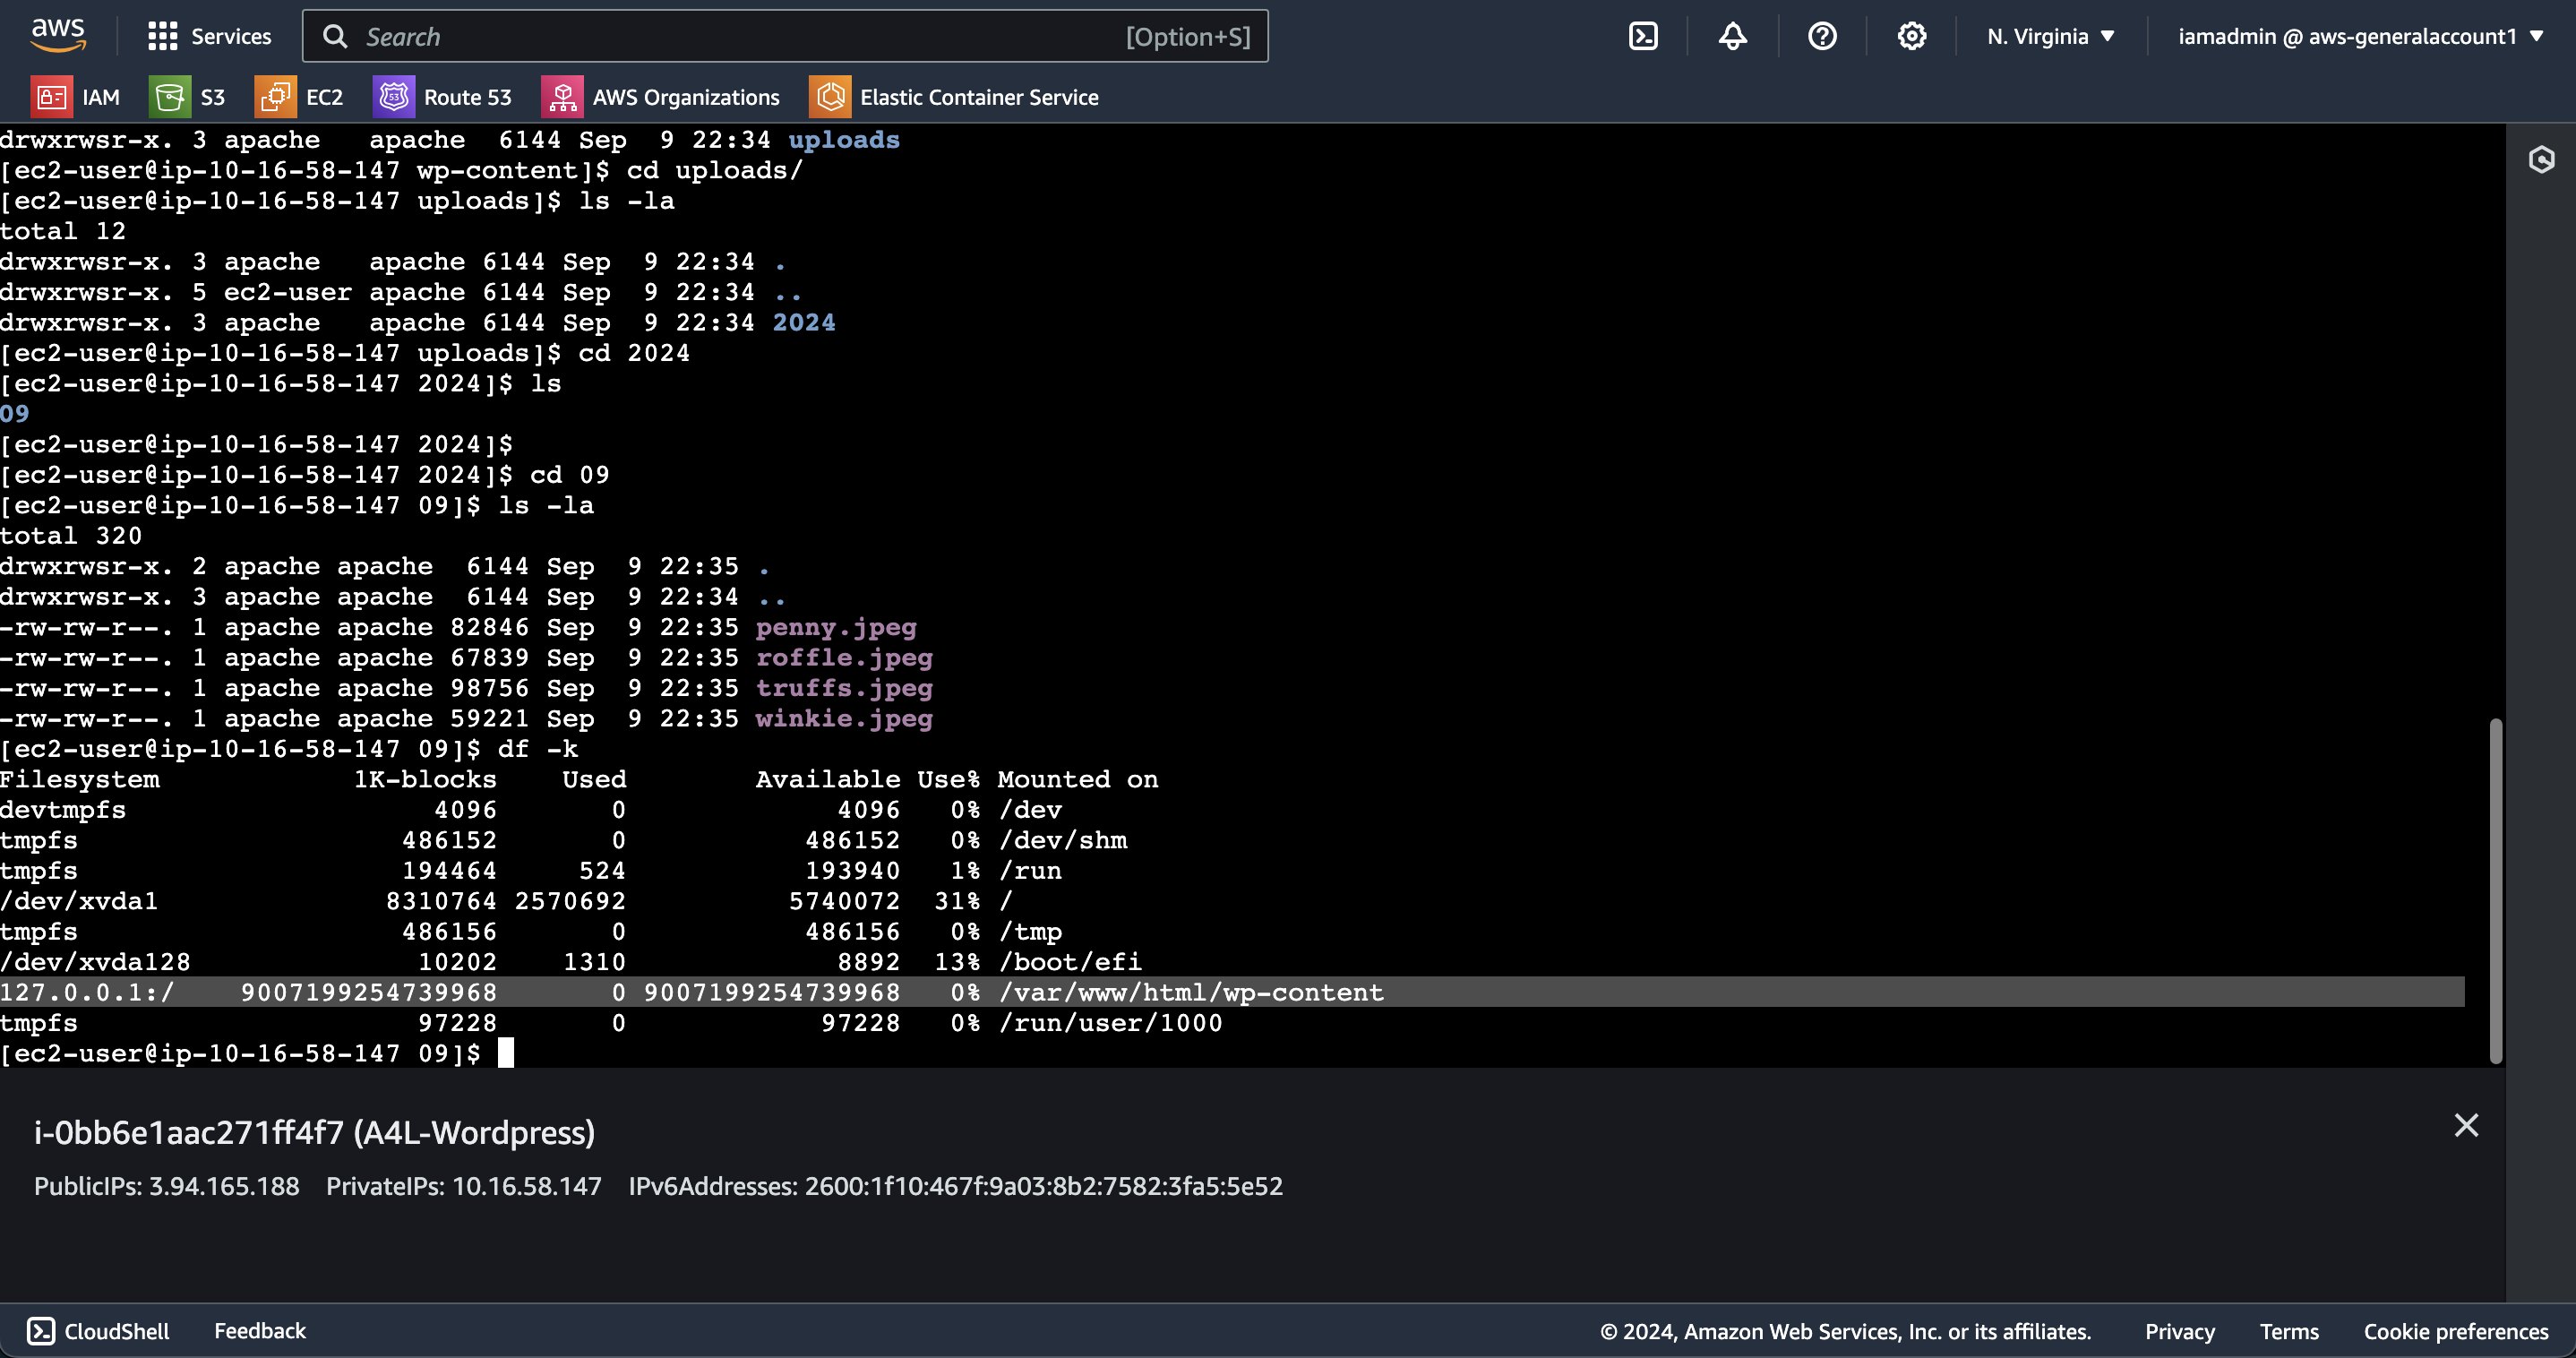 aws Services Search [Option+S] N. Virginia ▼ iamadmin @ aws-generalaccount1 ▼
IAM S3 EC2 53 Route 53 AWS Organizations Elastic Container Service
drwxrwsr-x. 3 apache   apache  6144 Sep  9 22:34 uploads
[ec2-user@ip-10-16-58-147 wp-content]$ cd uploads/
[ec2-user@ip-10-16-58-147 uploads]$ ls -la
total 12
drwxrwsr-x. 3 apache   apache 6144 Sep  9 22:34 .
drwxrwsr-x. 5 ec2-user apache 6144 Sep  9 22:34 ..
drwxrwsr-x. 3 apache   apache 6144 Sep  9 22:34 2024
[ec2-user@ip-10-16-58-147 uploads]$ cd 2024
[ec2-user@ip-10-16-58-147 2024]$ ls
09
[ec2-user@ip-10-16-58-147 2024]$
[ec2-user@ip-10-16-58-147 2024]$ cd 09
[ec2-user@ip-10-16-58-147 09]$ ls -la
total 320
drwxrwsr-x. 2 apache apache  6144 Sep  9 22:35 .
drwxrwsr-x. 3 apache apache  6144 Sep  9 22:34 ..
-rw-rw-r--. 1 apache apache 82846 Sep  9 22:35 penny.jpeg
-rw-rw-r--. 1 apache apache 67839 Sep  9 22:35 roffle.jpeg
-rw-rw-r--. 1 apache apache 98756 Sep  9 22:35 truffs.jpeg
-rw-rw-r--. 1 apache apache 59221 Sep  9 22:35 winkie.jpeg
[ec2-user@ip-10-16-58-147 09]$ df -k
Filesystem            1K-blocks    Used        Available Use% Mounted on
devtmpfs                   4096       0             4096   0% /dev
tmpfs                    486152       0           486152   0% /dev/shm
tmpfs                    194464     524           193940   1% /run
/dev/xvda1              8310764 2570692          5740072  31% /
tmpfs                    486156       0           486156   0% /tmp
/dev/xvda128              10202    1310             8892  13% /boot/efi
127.0.0.1:/    9007199254739968       0 9007199254739968   0% /var/www/html/wp-content
tmpfs                     97228       0            97228   0% /run/user/1000
[ec2-user@ip-10-16-58-147 09]$
i-0bb6e1aac271ff4f7 (A4L-Wordpress)
PublicIPs: 3.94.165.188 PrivateIPs: 10.16.58.147 IPv6Addresses: 2600:1f10:467f:9a03:8b2:7582:3fa5:5e52
CloudShell Feedback © 2024, Amazon Web Services, Inc. or its affiliates. Privacy Terms Cookie preferences